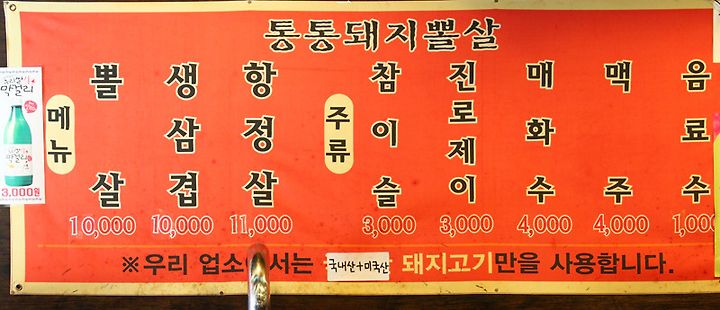 통통돼지뽈살
메뉴
뽈살 10,000
생삼겹 10,000
항정살 11,000
주류
참이슬 3,000
진로제이 3,000
매화수 4,000
맥주 4,000
음료수 1,000
※우리 업소에서는 국내산+미국산 돼지고기만을 사용합니다.
막걸리
3,000원